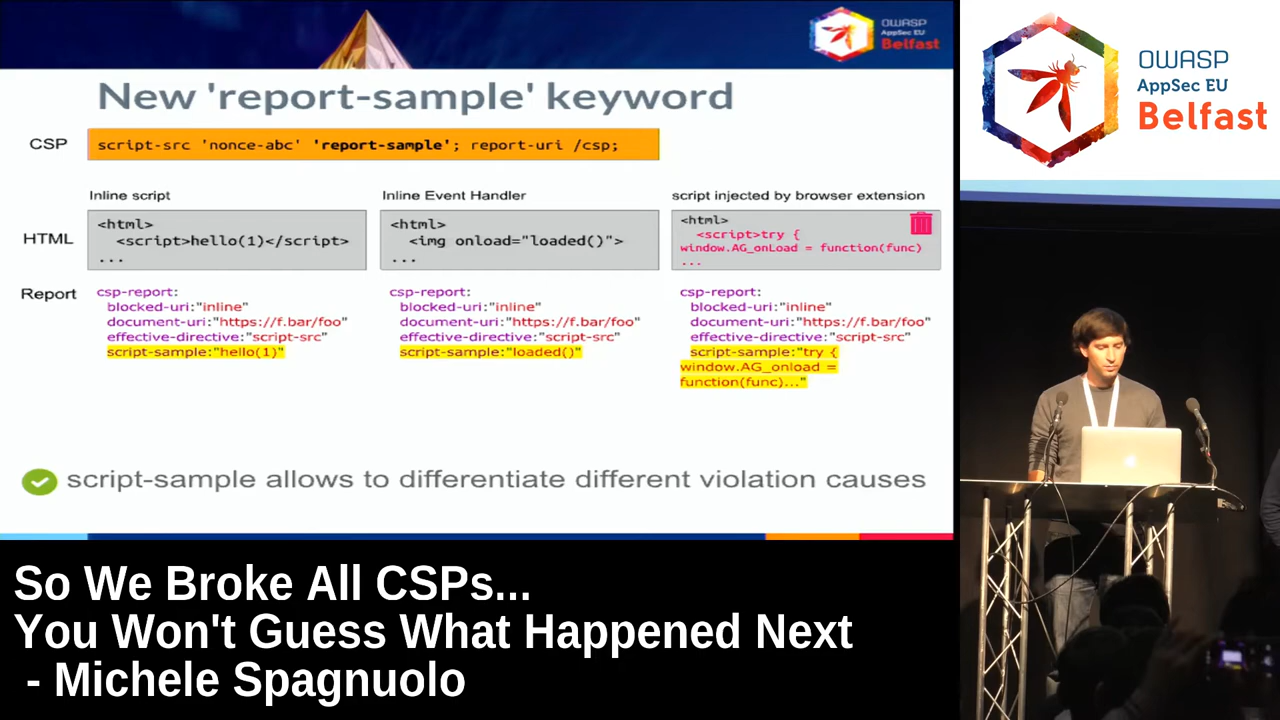 OWASP
AppSec EU
Belfast
New 'report-sample' keyword
CSP
script-src 'nonce-abc' 'report-sample'; report-uri /csp;
Inline script
Inline Event Handler
script injected by browser extension
HTML
<html>
<script>hello(1)</script>
...
<html>
<img onload="loaded()">
...
<html>
<script>try {
window.AG_onLoad = function(func)
...
Report
csp-report:
blocked-uri:"inline"
document-uri:"https://f.bar/foo"
effective-directive:"script-src"
script-sample:"hello(1)"
csp-report:
blocked-uri:"inline"
document-uri:"https://f.bar/foo"
effective-directive:"script-src"
script-sample:"loaded()"
csp-report:
blocked-uri:"inline"
document-uri:"https://f.bar/foo"
effective-directive:"script-src"
script-sample:"try {
window.AG_onload =
function(func)..."
script-sample allows to differentiate different violation causes
OWASP
AppSec EU
Belfast
So We Broke All CSPs...
You Won't Guess What Happened Next
- Michele Spagnuolo